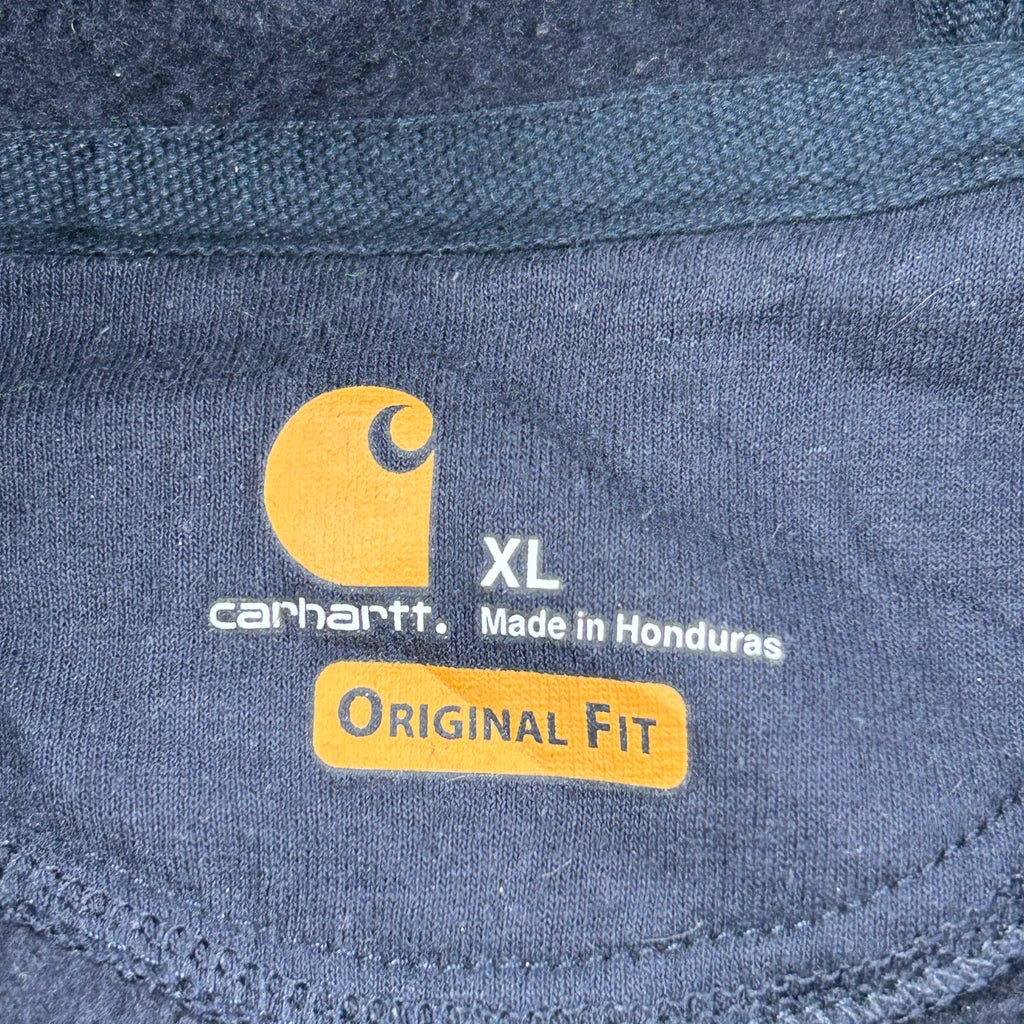 XL
carhartt.
Made in Honduras
ORIGINAL FIT